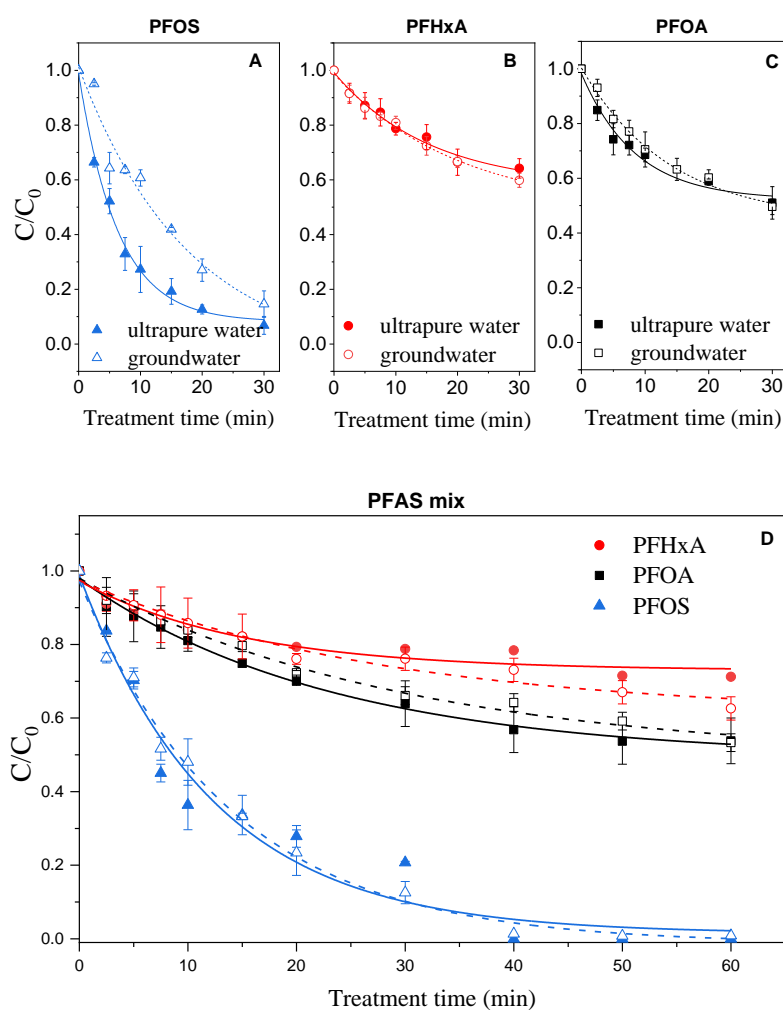 PFOS
PFHxA
PFOA
A
B
C
C/C0
1.0
0.8
0.6
0.4
0.2
0.0
ultrapure water
groundwater
0 10 20 30
Treatment time (min)
1.0
0.8
0.6
0.4
0.2
0.0
ultrapure water
groundwater
0 10 20 30
Treatment time (min)
1.0
0.8
0.6
0.4
0.2
0.0
ultrapure water
groundwater
0 10 20 30
Treatment time (min)
PFAS mix
D
PFHxA
PFOA
PFOS
C/C0
1.0
0.8
0.6
0.4
0.2
0.0
0 10 20 30 40 50 60
Treatment time (min)